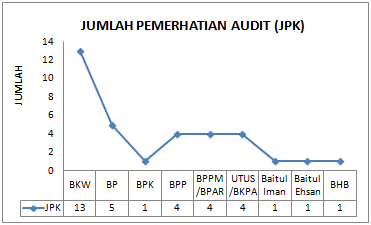 JUMLAH PEMERHATIAN AUDIT (JPK)
JUMLAH
14
12
10
8
6
4
2
0
BKW BP BPK BPP BPPM/BPAR UTUS/BKPA Baitul Iman Baitul Ehsan BHB
JPK 13 5 1 4 4 4 1 1 1